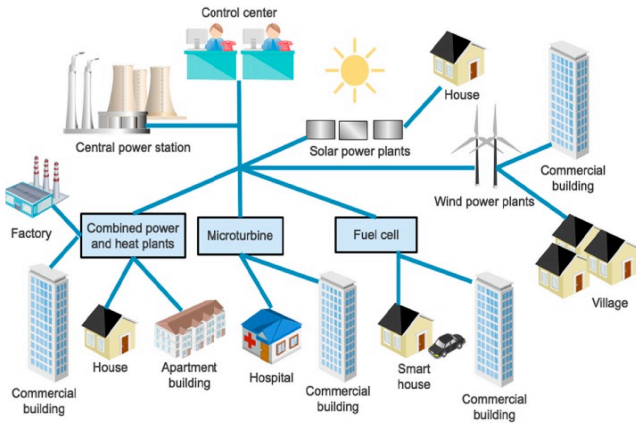 Control center
House
Central power station
Solar power plants
Wind power plants
Commercial
building
Factory
Combined power
and heat plants
Microturbine
Fuel cell
Village
Commercial
building
House
Apartment
building
Hospital
Commercial
building
Smart
house
Commercial
building